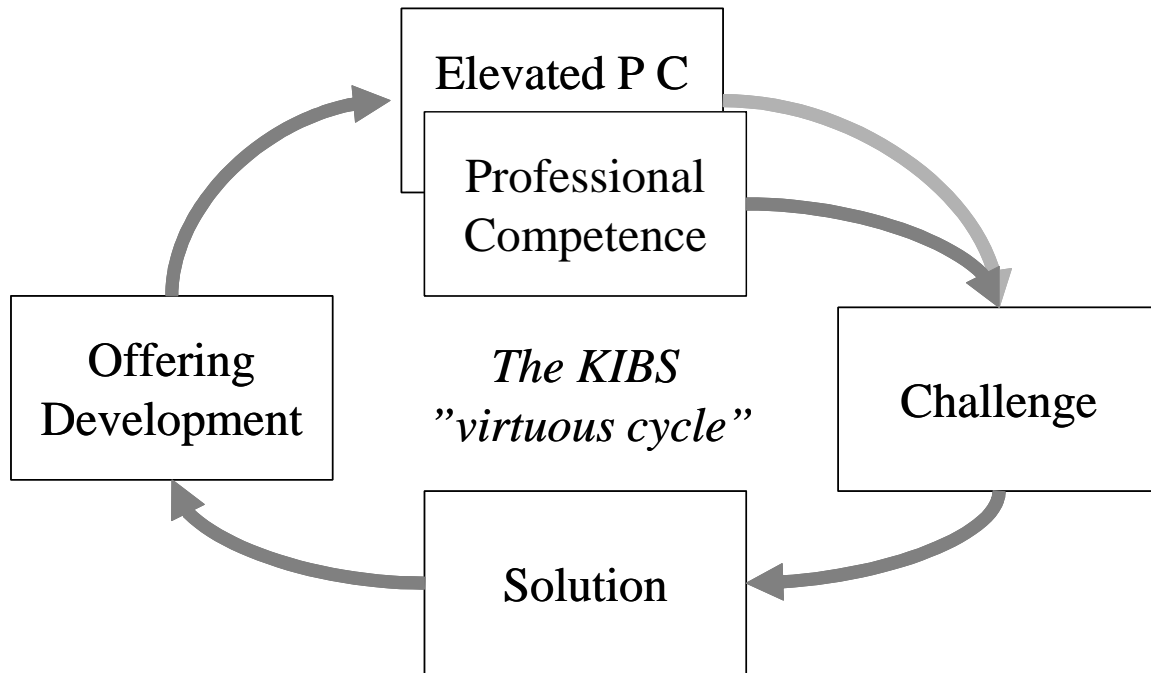 Elevated P C
Professional
Competence
Offering
Development
The KIBS
”virtuous cycle”
Challenge
Solution